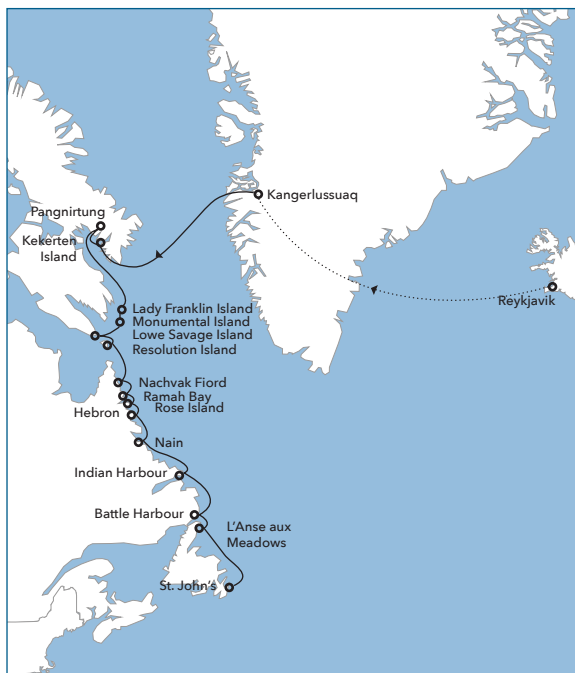 Kangerlussuaq
Pangnirtung
Kekerten
Island
Reykjavik
Lady Franklin Island
Monumental Island
Lowe Savage Island
Resolution Island
Nachvak Fiord
Ramah Bay
Rose Island
Hebron
Nain
Indian Harbour
Battle Harbour
L'Anse aux
Meadows
St. John's